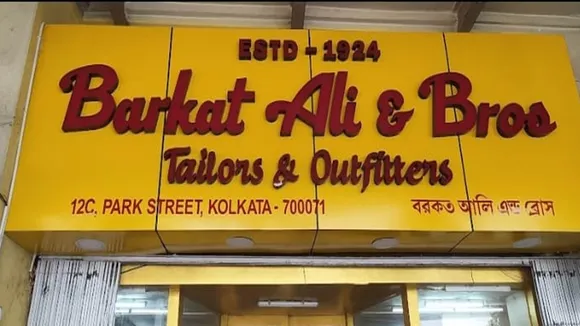 ESTD - 1924
Barkat Ali & Bros
Tailors & Outfitters
12C, PARK STREET, KOLKATA - 700071
বরকত আলি এন্ড ব্রোস